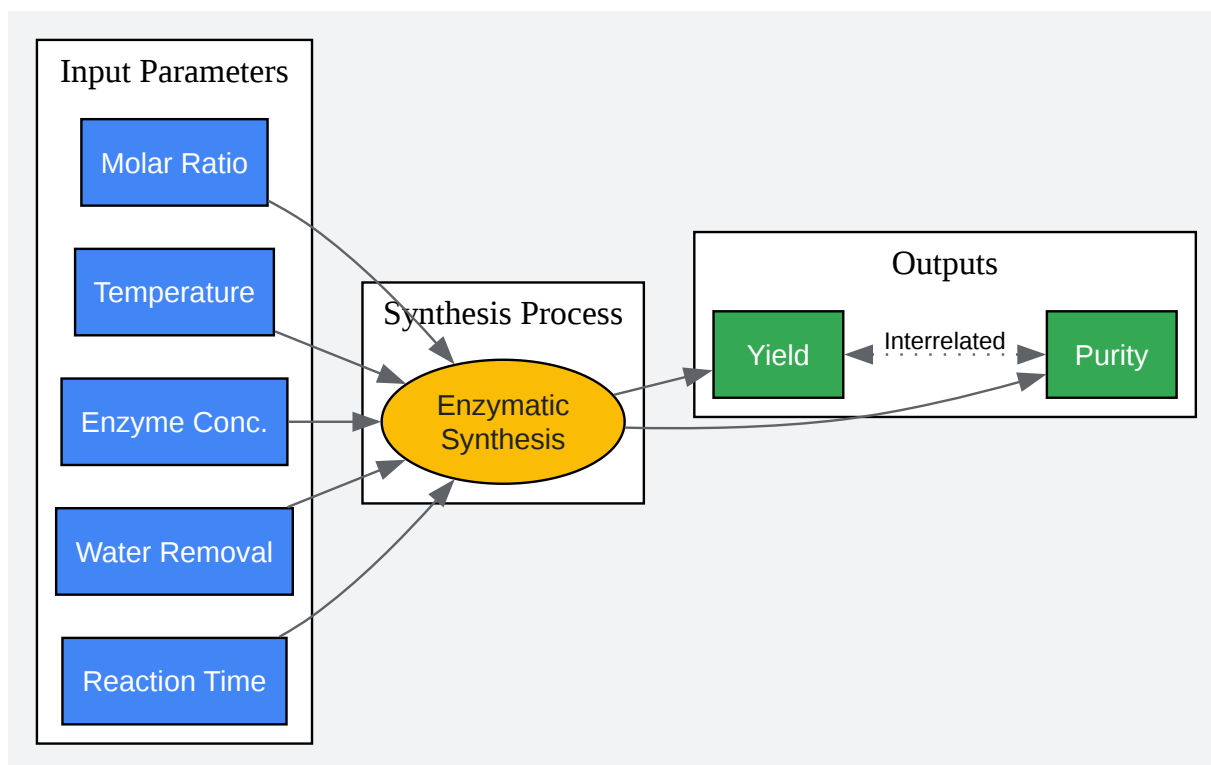 Input Parameters
Molar Ratio
Temperature
Enzyme Conc.
Water Removal
Reaction Time
Synthesis Process
Enzymatic
Synthesis
Outputs
Yield
Interrelated
Purity